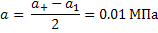 a = (a₊ − a₁) / 2 = 0.01 МПа